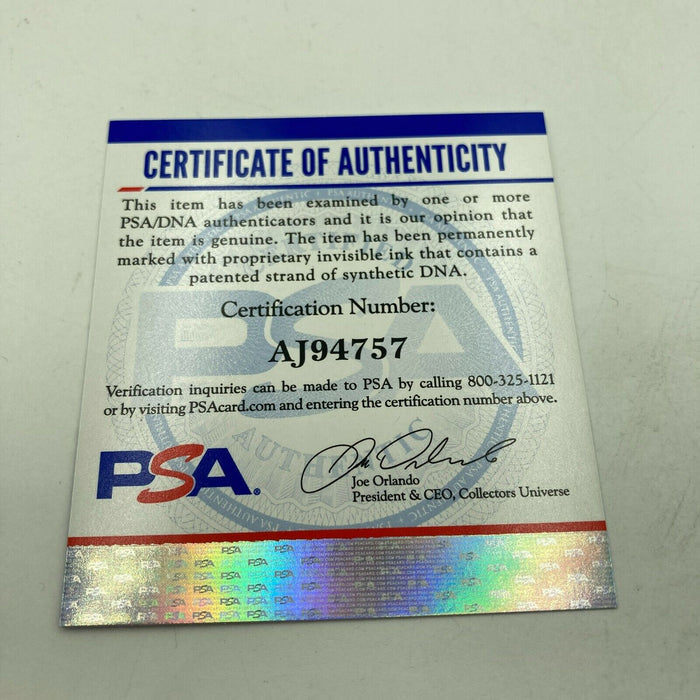 CERTIFICATE OF AUTHENTICITY
This item has been examined by one or more
PSA/DNA authenticators and it is our opinion that
the item is genuine. The item has been permanently
marked with proprietary invisible ink that contains a
patented strand of synthetic DNA.
Certification Number:
AJ94757
Verification inquiries can be made to PSA by calling 800-325-1121
or by visiting PSAcard.com and entering the certification number above.
PSA®
Joe Orlando
President & CEO, Collectors Universe